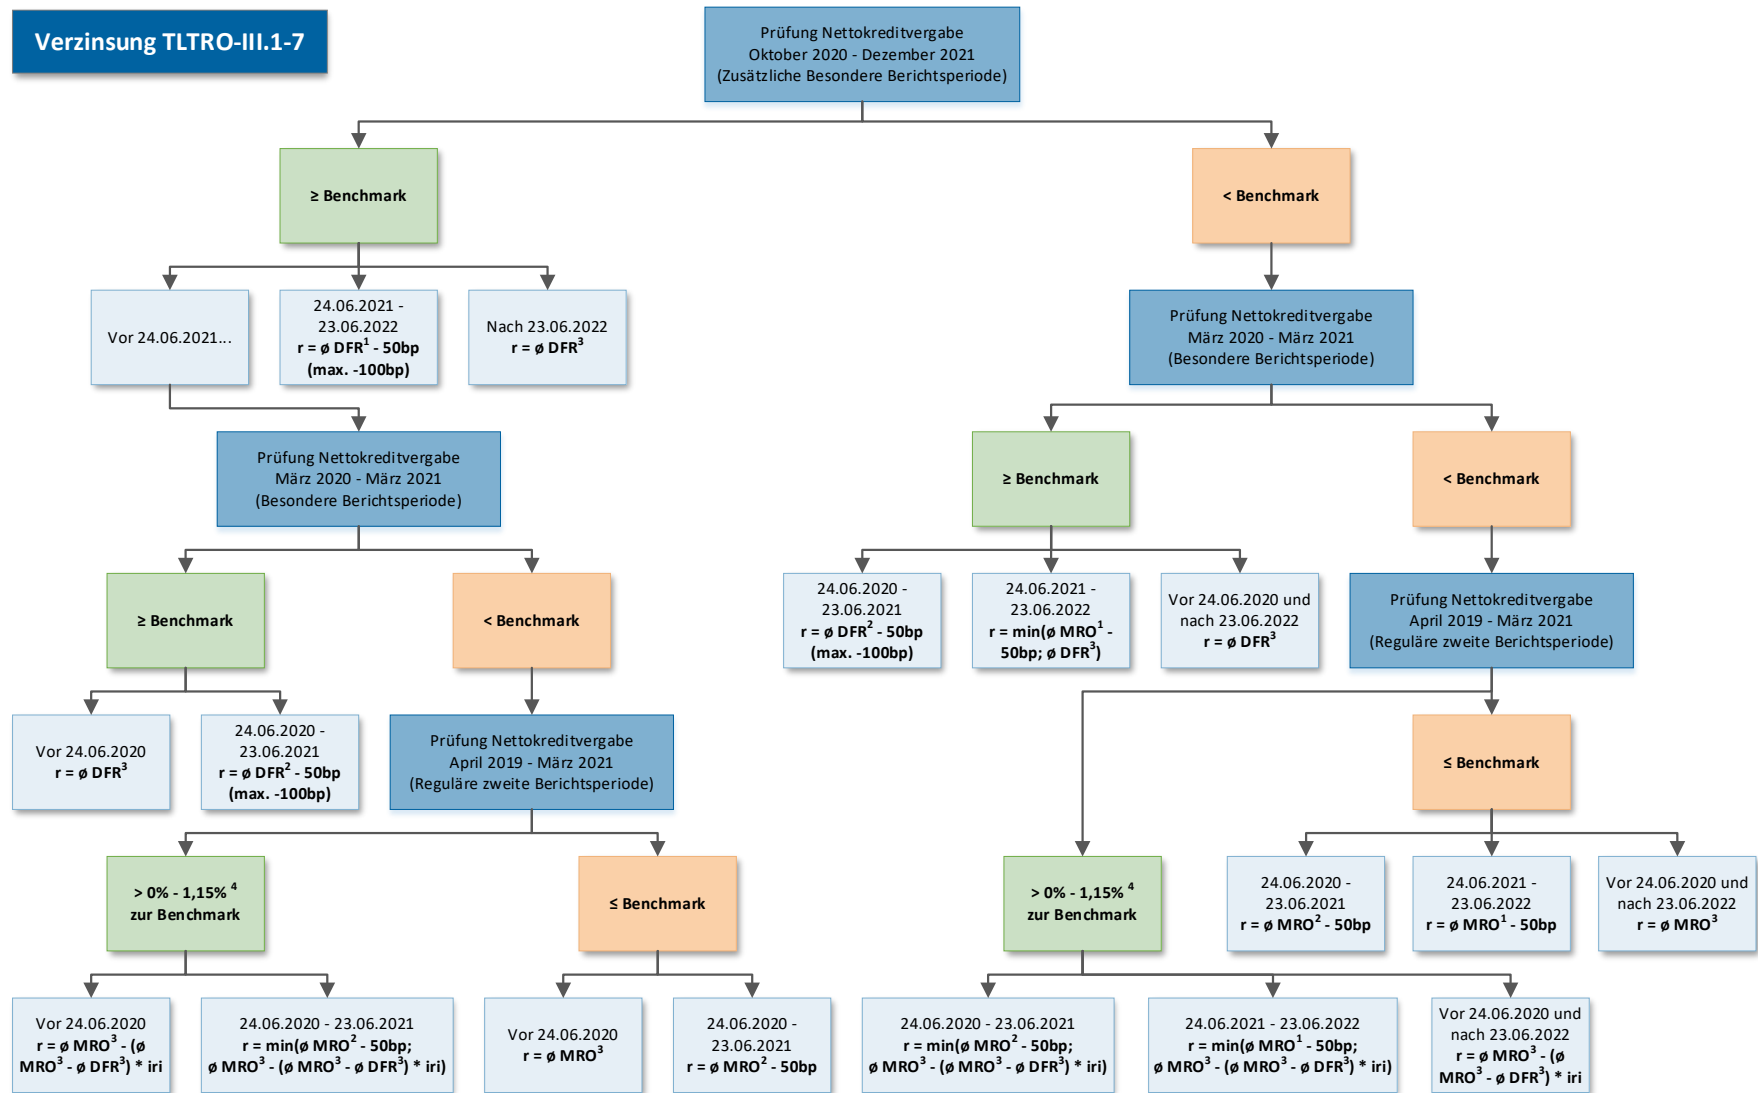 Verzinsung TLTRO-III.1-7
Prüfung Nettokreditvergabe
Oktober 2020 - Dezember 2021
(Zusätzliche Besondere Berichtsperiode)
≥ Benchmark
< Benchmark
Vor 24.06.2021...
24.06.2021 -
23.06.2022
r = ø DFR¹ - 50bp
(max. -100bp)
Nach 23.06.2022
r = ø DFR³
Prüfung Nettokreditvergabe
März 2020 - März 2021
(Besondere Berichtsperiode)
Prüfung Nettokreditvergabe
März 2020 - März 2021
(Besondere Berichtsperiode)
≥ Benchmark
< Benchmark
≥ Benchmark
< Benchmark
24.06.2020 -
23.06.2021
r = ø DFR² - 50bp
(max. -100bp)
24.06.2021 -
23.06.2022
r = min(ø MRO¹ -
50bp; ø DFR³)
Vor 24.06.2020 und
nach 23.06.2022
r = ø DFR³
Prüfung Nettokreditvergabe
April 2019 - März 2021
(Reguläre zweite Berichtsperiode)
Vor 24.06.2020
r = ø DFR³
24.06.2020 -
23.06.2021
r = ø DFR² - 50bp
(max. -100bp)
Prüfung Nettokreditvergabe
April 2019 - März 2021
(Reguläre zweite Berichtsperiode)
≤ Benchmark
> 0% - 1,15% ⁴
zur Benchmark
≤ Benchmark
> 0% - 1,15% ⁴
zur Benchmark
24.06.2020 -
23.06.2021
r = ø MRO² - 50bp
24.06.2021 -
23.06.2022
r = ø MRO¹ - 50bp
Vor 24.06.2020 und
nach 23.06.2022
r = ø MRO³
Vor 24.06.2020
r = ø MRO³ - (ø
MRO³ - ø DFR³) * iri
24.06.2020 - 23.06.2021
r = min(ø MRO² - 50bp;
ø MRO³ - (ø MRO³ - ø DFR³) * iri)
Vor 24.06.2020
r = ø MRO³
24.06.2020 -
23.06.2021
r = ø MRO² - 50bp
24.06.2020 - 23.06.2021
r = min(ø MRO² - 50bp;
ø MRO³ - (ø MRO³ - ø DFR³) * iri)
24.06.2021 - 23.06.2022
r = min(ø MRO¹ - 50bp;
ø MRO³ - (ø MRO³ - ø DFR³) * iri)
Vor 24.06.2020 und
nach 23.06.2022
r = ø MRO³ - (ø
MRO³ - ø DFR³) * iri